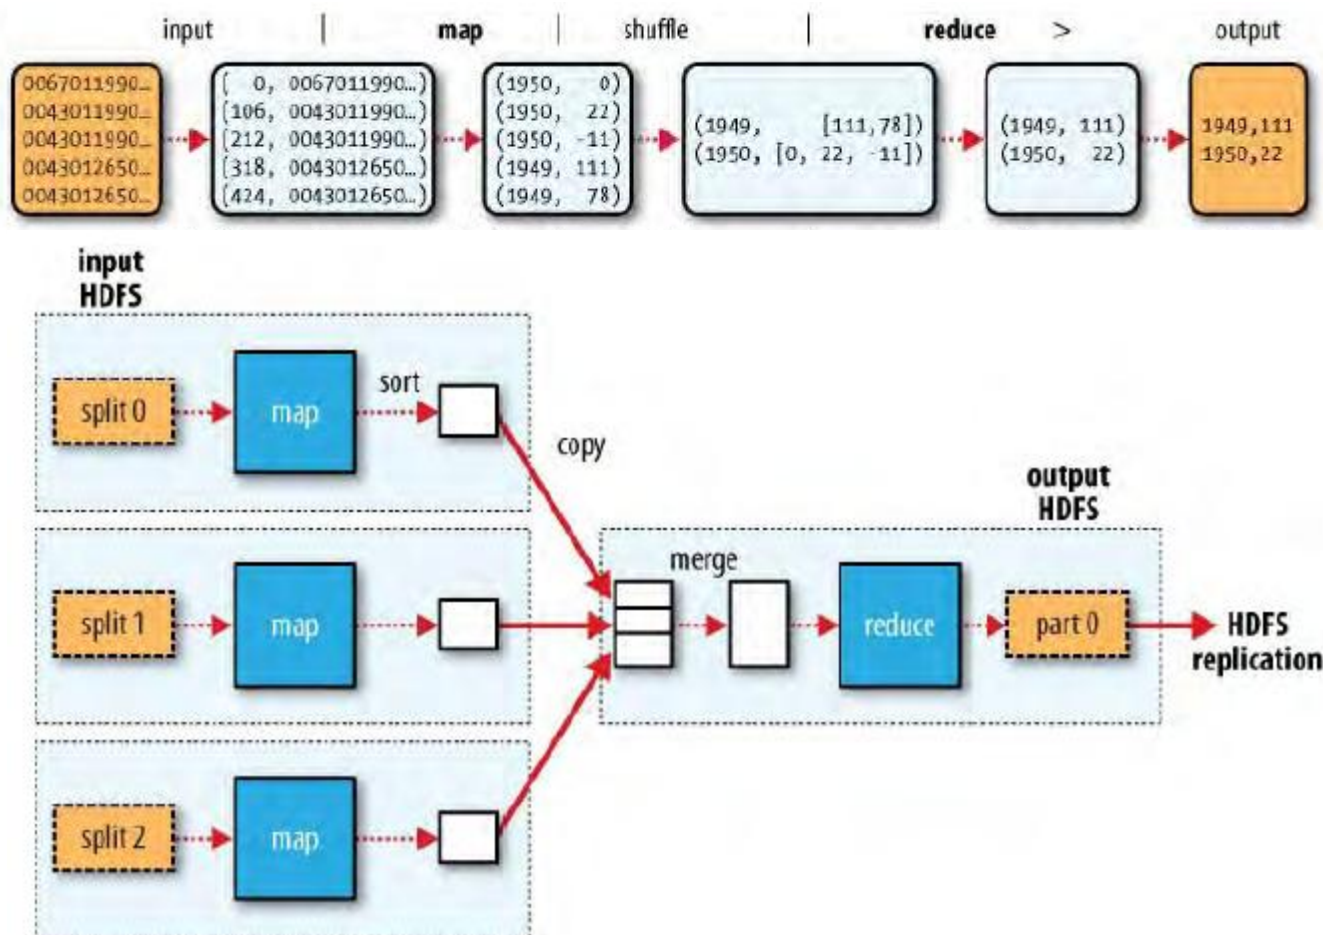 input | map | shuffle | reduce > output
0067011990…
0043011990…
0043011990…
0043012650…
0043012650…
( 0, 0067011990…)
(106, 0043011990…)
(212, 0043011990…)
(318, 0043012650…)
(424, 0043012650…)
(1950, 0)
(1950, 22)
(1950, -11)
(1949, 111)
(1949, 78)
(1949, [111,78])
(1950, [0, 22, -11])
(1949, 111)
(1950, 22)
1949,111
1950,22
input
HDFS
split 0
map
sort
copy
split 1
map
split 2
map
merge
reduce
output
HDFS
part 0
HDFS
replication